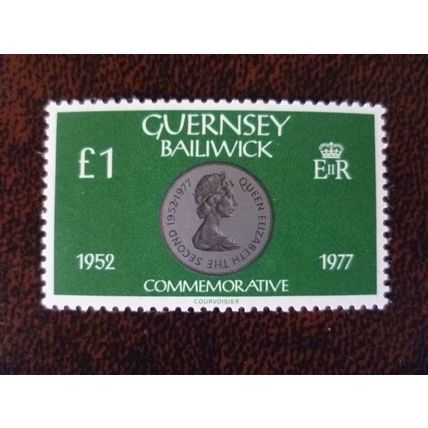 GUERNSEY
BAILIWICK
£1
EIIR
QUEEN ELIZABETH THE SECOND 1952-1977
1952
1977
COMMEMORATIVE
COURVOISIER